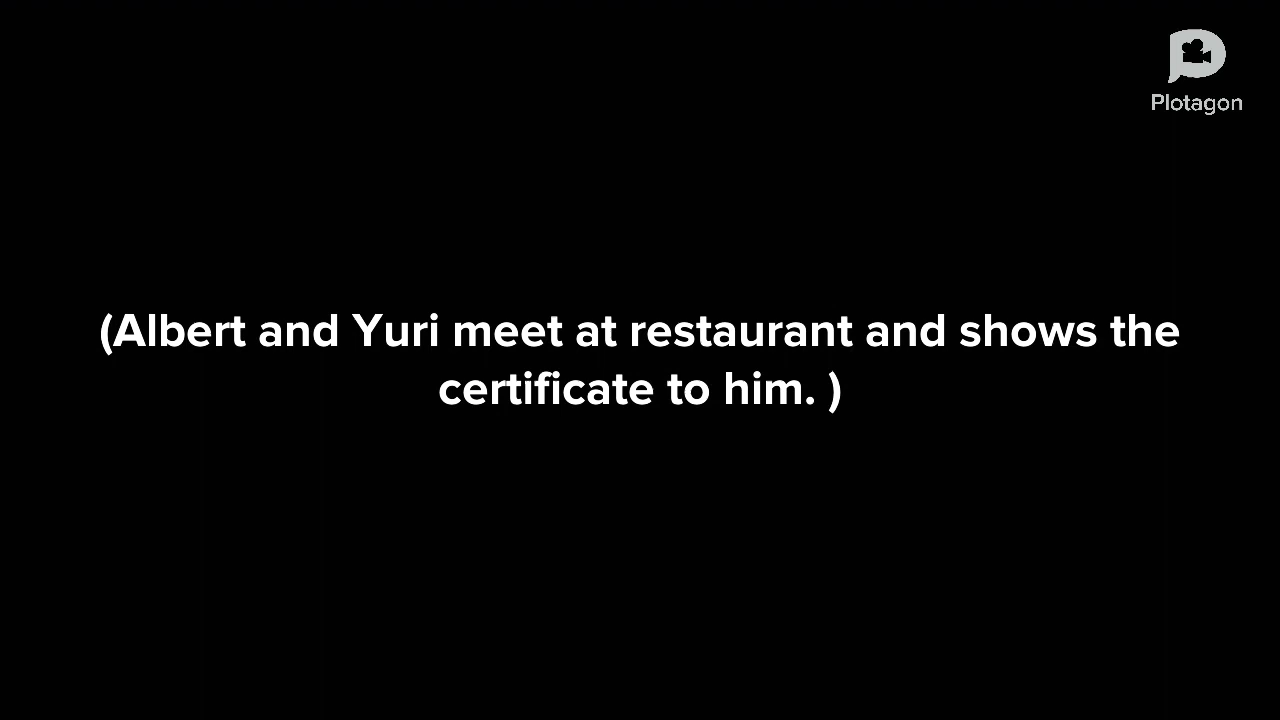 Plotagon
(Albert and Yuri meet at restaurant and shows the
certificate to him. )